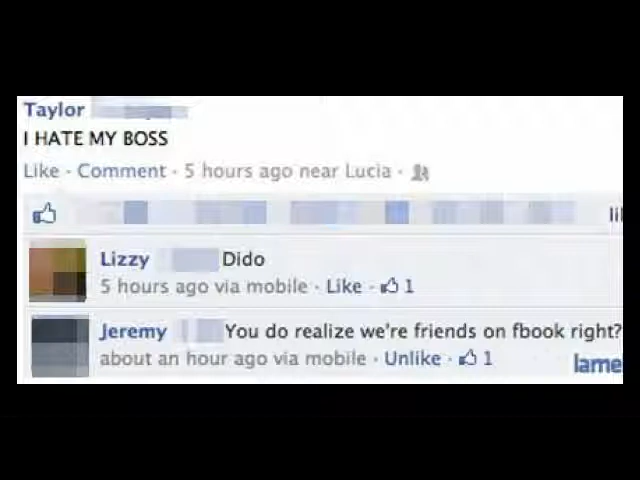 Taylor
I HATE MY BOSS
Like · Comment · 5 hours ago near Lucia ·
Lizzy Dido
5 hours ago via mobile · Like · 1
Jeremy You do realize we're friends on fbook right?
about an hour ago via mobile · Unlike · 1
lame